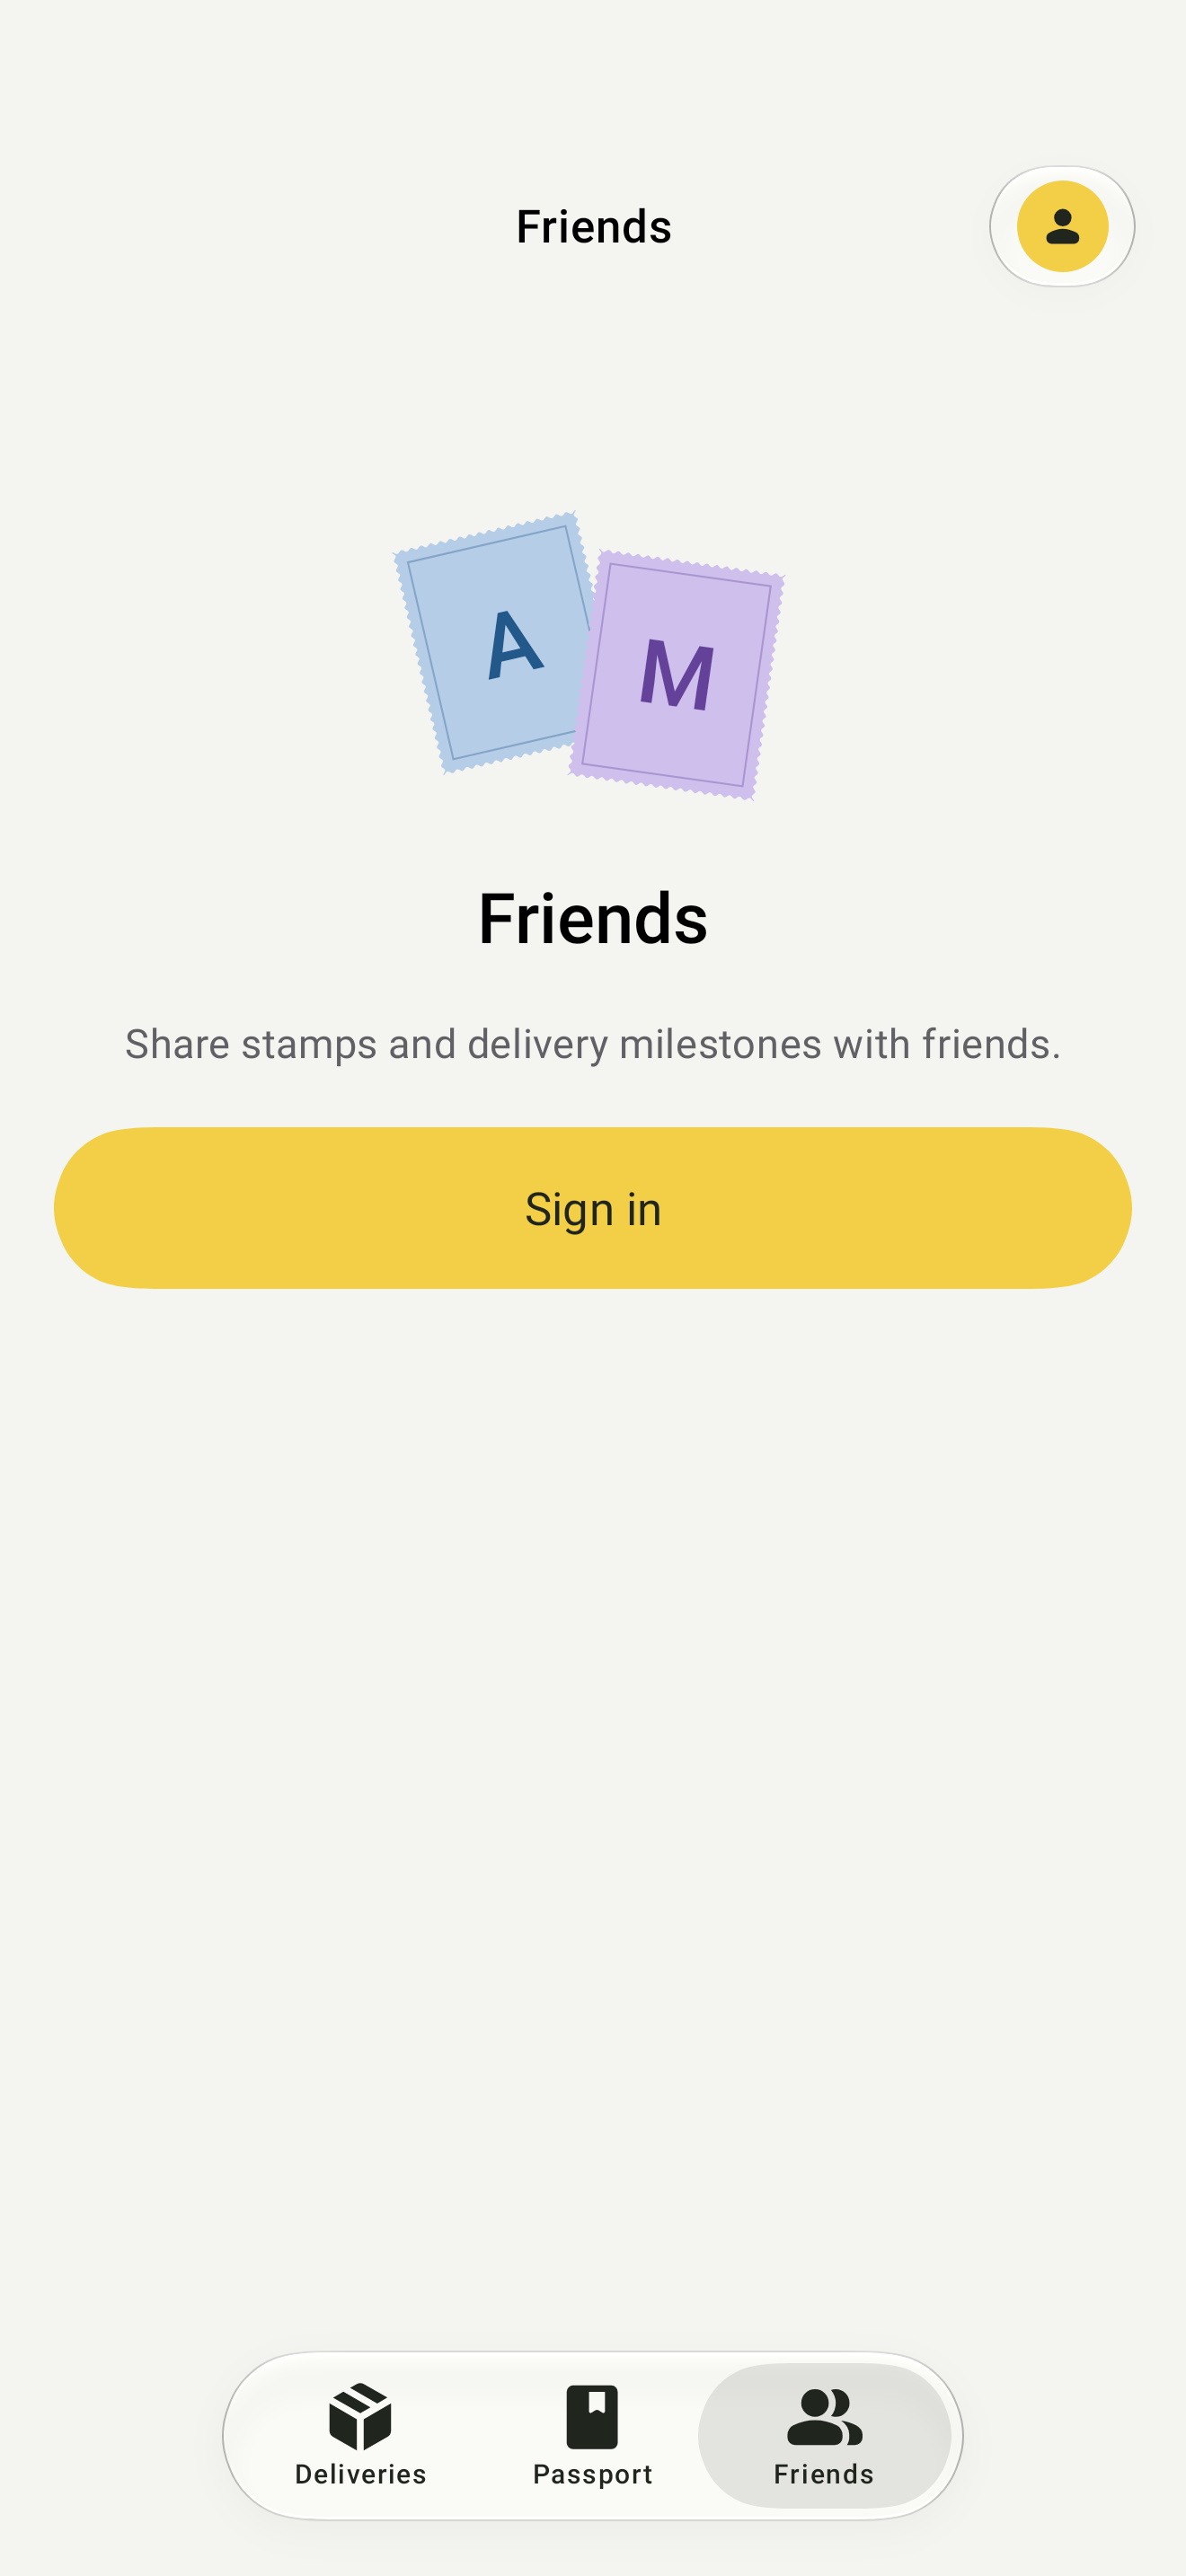 Friends
A
M
Friends
Share stamps and delivery milestones with friends.
Sign in
Deliveries
Passport
Friends